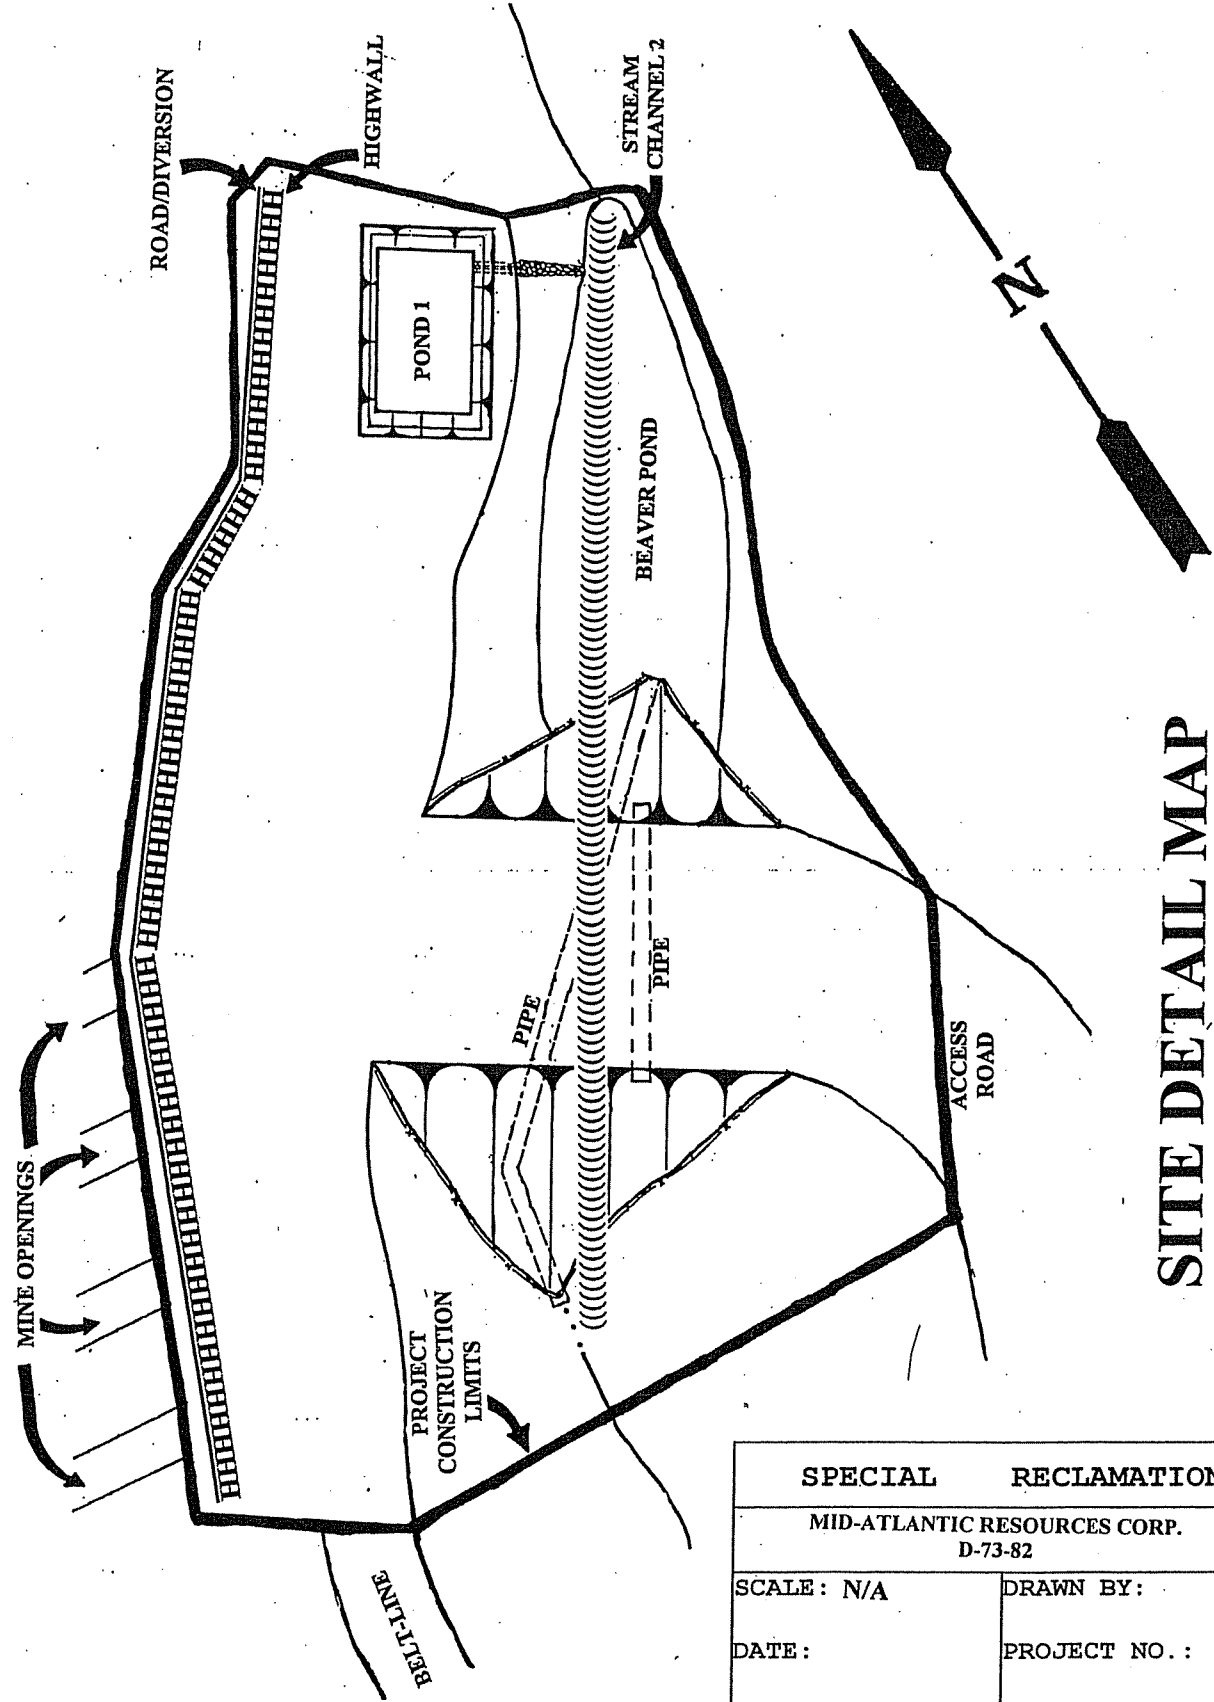 ROAD/DIVERSION
HIGHWALL
STREAM
CHANNEL 2
POND 1
BEAVER POND
N
MINE OPENINGS
PIPE
PIPE
ACCESS
ROAD
PROJECT
CONSTRUCTION
LIMITS
BELT-LINE
SITE DETAIL MAP
SPECIAL RECLAMATION
MID-ATLANTIC RESOURCES CORP.
D-73-82
SCALE: N/A
DRAWN BY:
DATE:
PROJECT NO.: